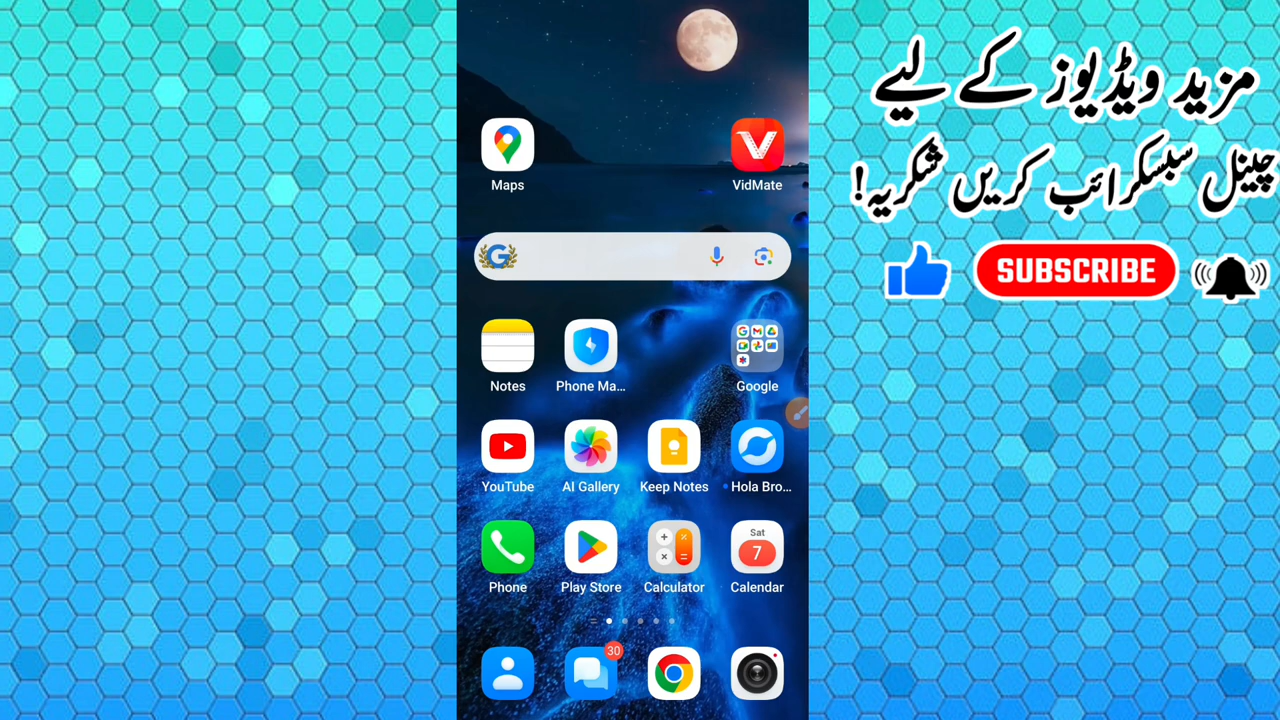 مزید ویڈیوز کے لیے
چینل سبسکرائب کریں شکریہ!
SUBSCRIBE
Maps
VidMate
Notes
Phone Ma...
Google
YouTube
AI Gallery
Keep Notes
Hola Bro...
Sat
7
Phone
Play Store
Calculator
Calendar
30